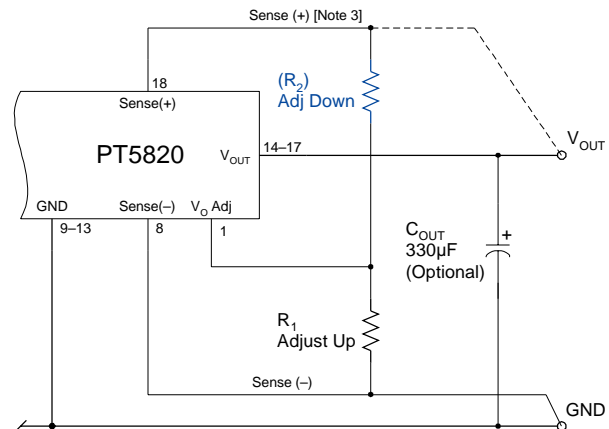 Sense (+) [Note 3]
18
Sense(+)
(R2)
Adj Down
PT5820
VOUT
14–17
VOUT
GND
Sense(–)
VO Adj
9–13
8
1
COUT
330µF
(Optional)
+
R1
Adjust Up
Sense (–)
GND